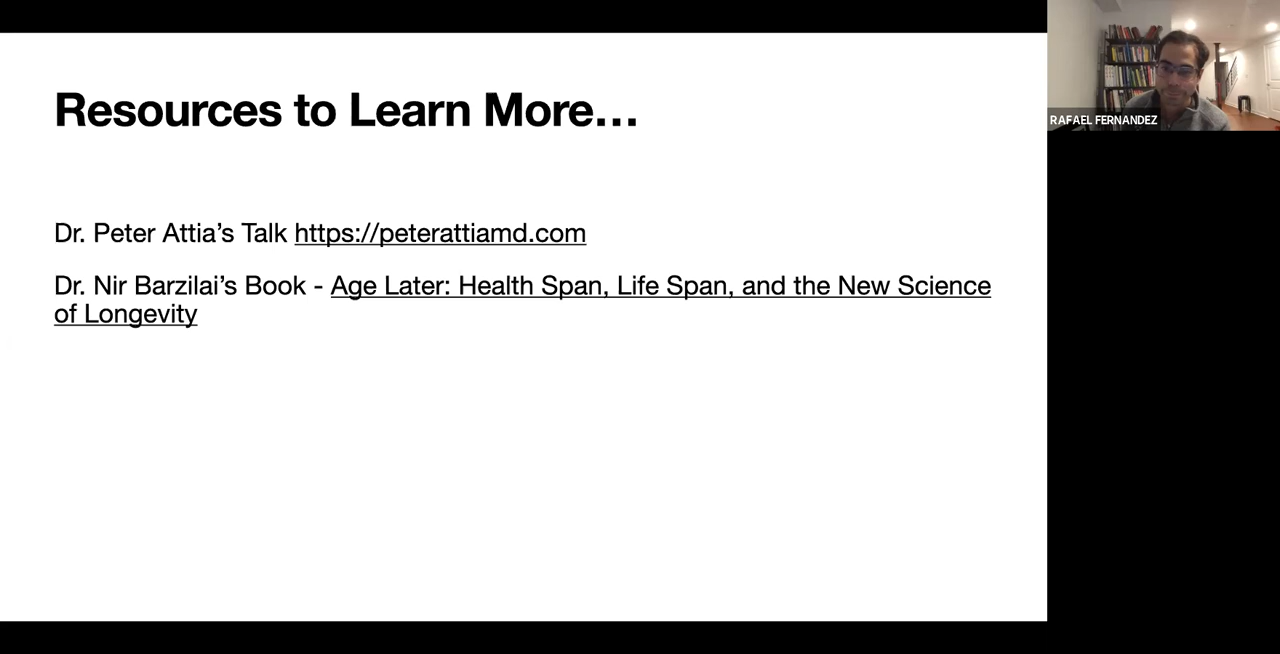 Resources to Learn More…
Dr. Peter Attia’s Talk https://peterattiamd.com
Dr. Nir Barzilai’s Book - Age Later: Health Span, Life Span, and the New Science
of Longevity
RAFAEL FERNANDEZ